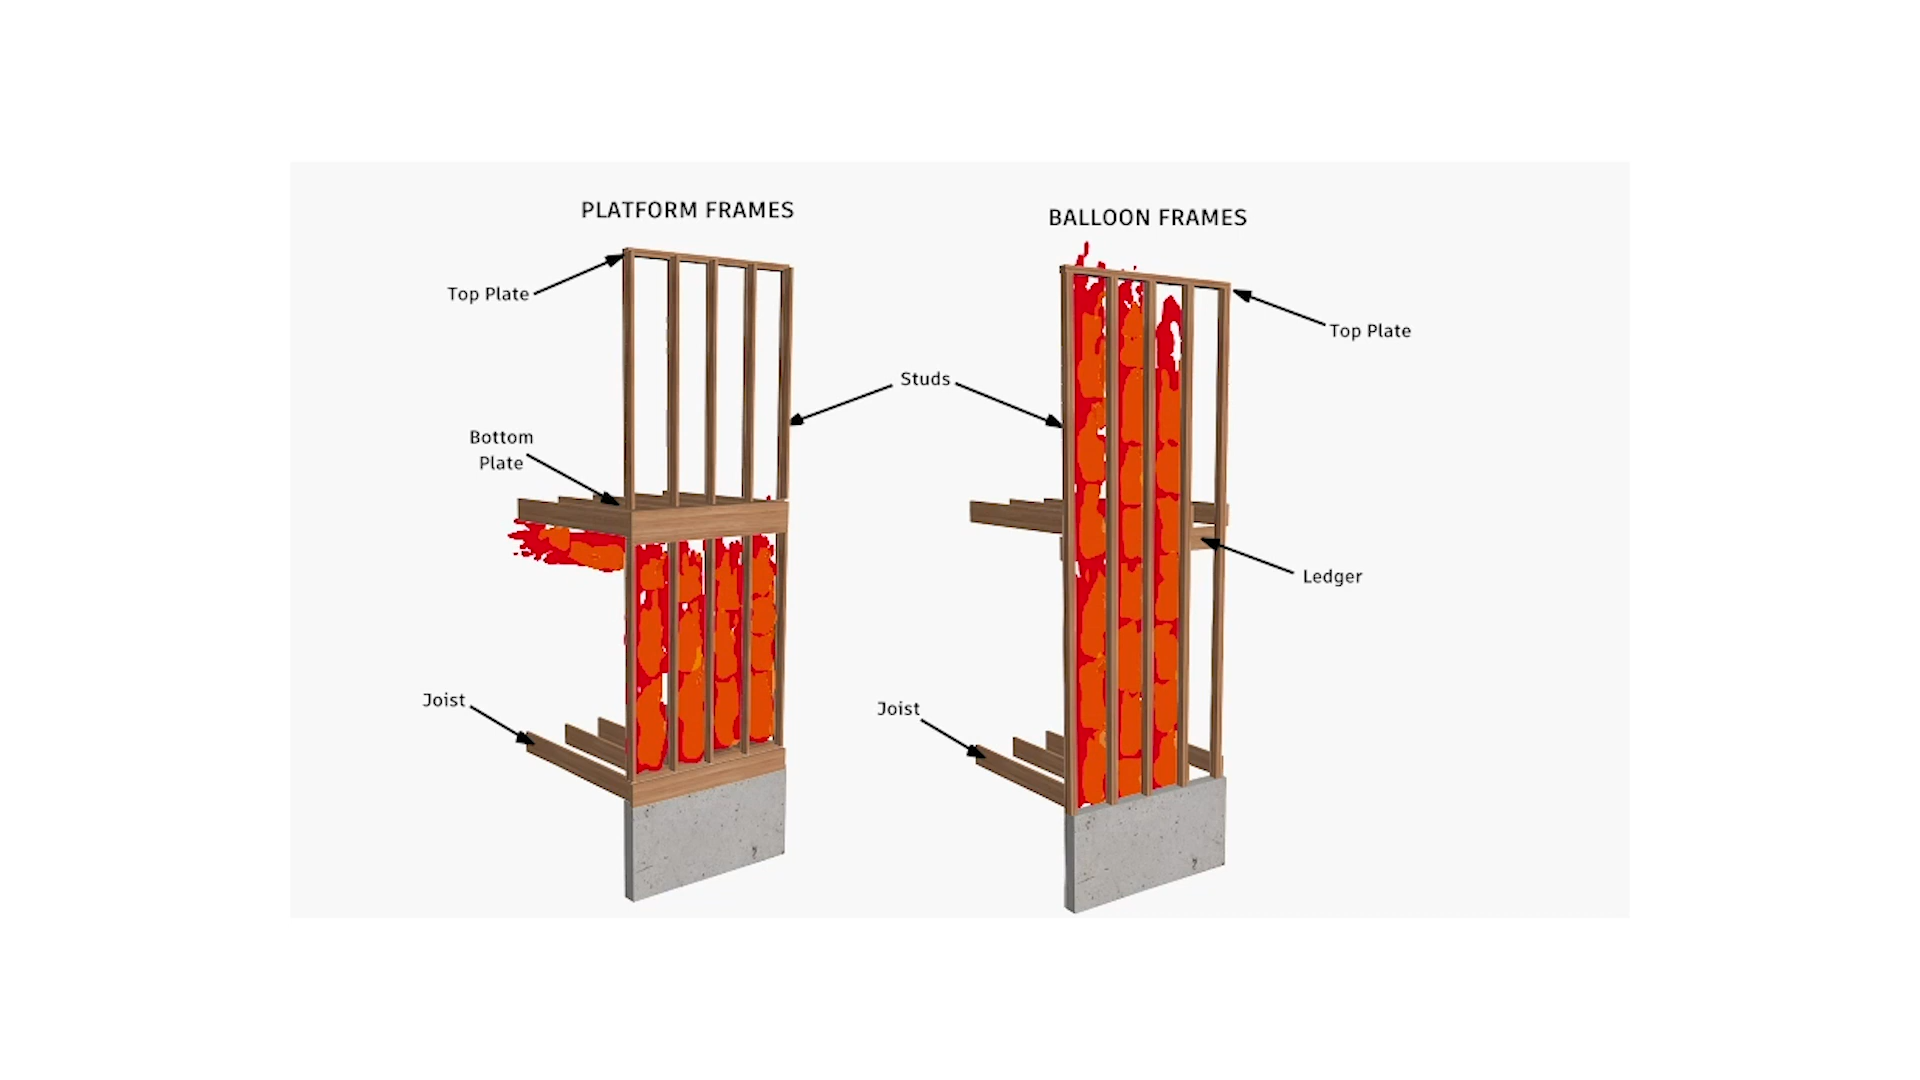 PLATFORM FRAMES
BALLOON FRAMES
Top Plate
Top Plate
Studs
Bottom
Plate
Ledger
Joist
Joist